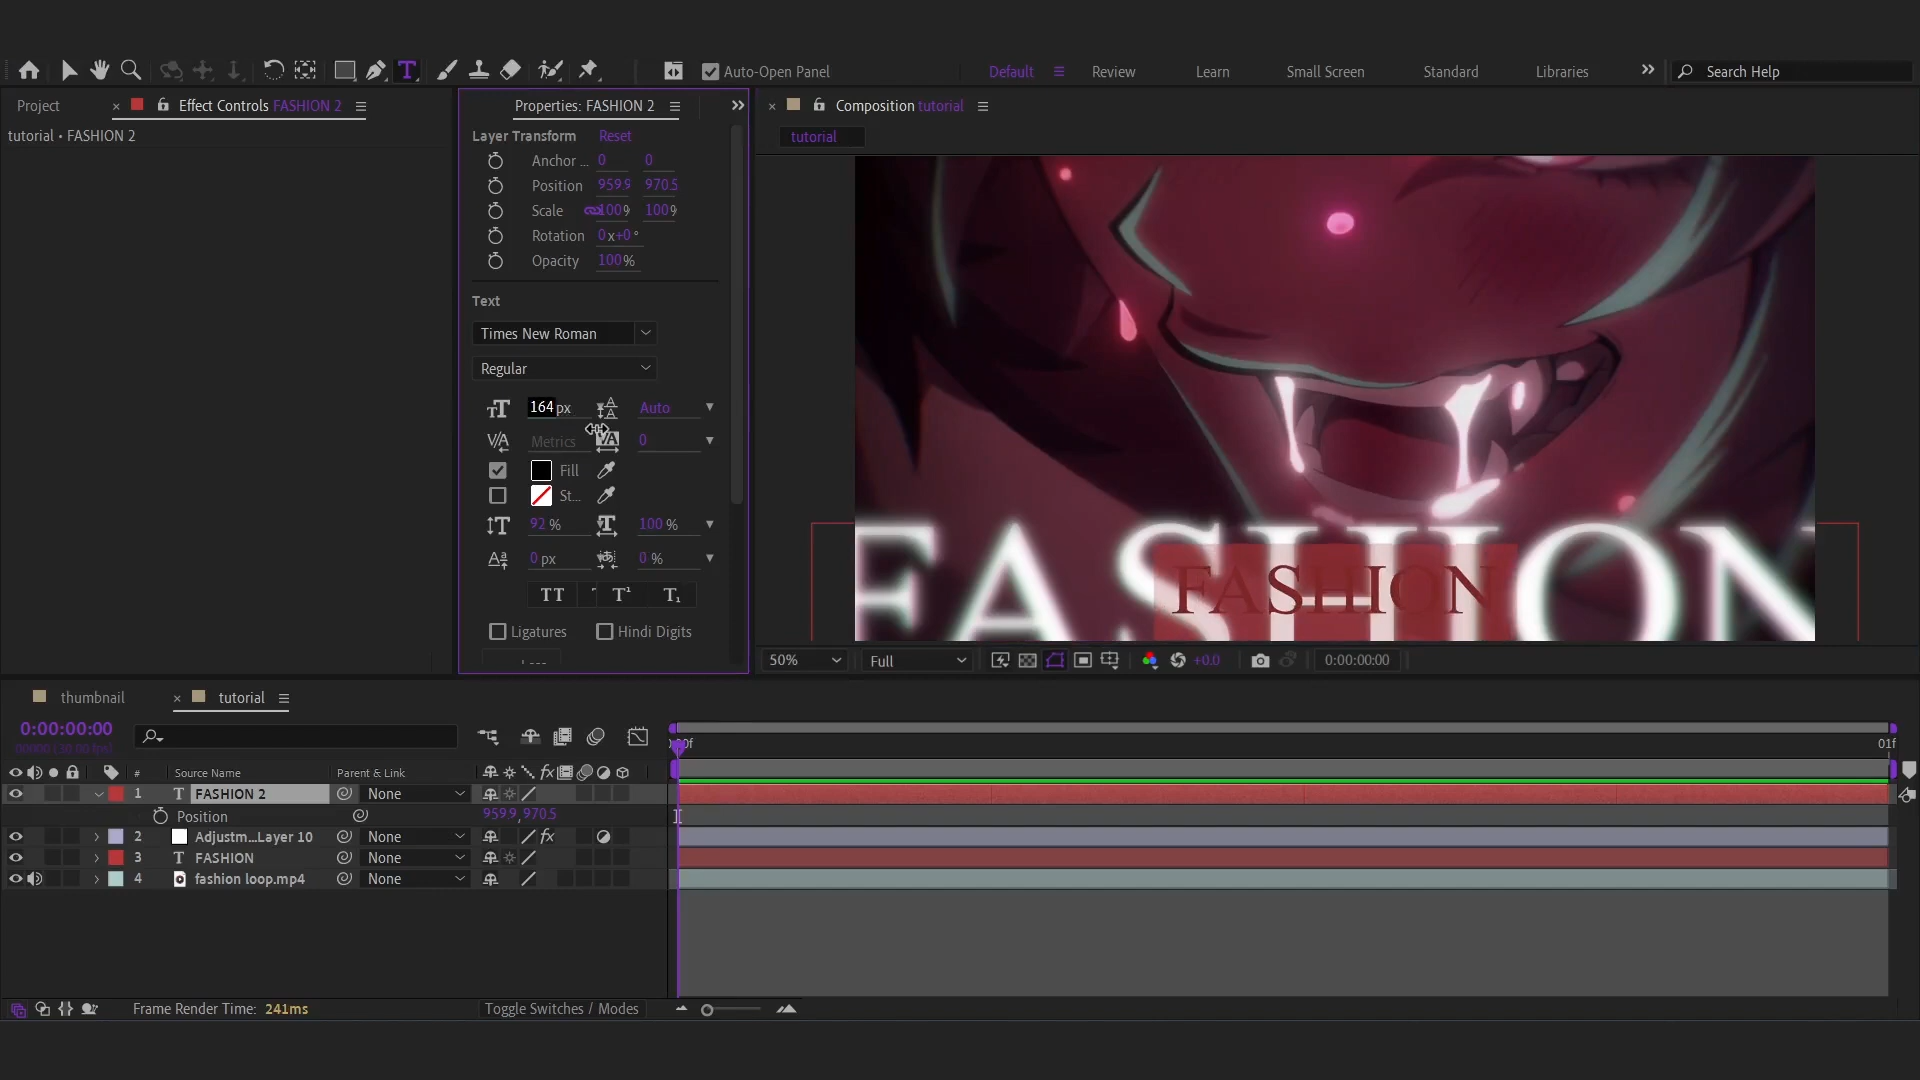 Auto-Open Panel
Default
Review
Learn
Small Screen
Standard
Libraries
Search Help
Project
Effect Controls FASHION 2
tutorial • FASHION 2
Properties: FASHION 2
Layer Transform Reset
Anchor ... 0 0
Position 959.9 970.5
Scale 100% 100%
Rotation 0x+0°
Opacity 100%
Text
Times New Roman
Regular
164 px Auto
Metrics 0
Fill
St...
92 % 100 %
0 px 0 %
TT T¹ T₁
Ligatures Hindi Digits
Composition tutorial
tutorial
FASHION
FASHION
50% Full +0.0 0:00:00:00
thumbnail
tutorial
0:00:00:00
00000 (30.00 fps)
01f
# Source Name Parent & Link
1 T FASHION 2 None
Position 959.9, 970.5
2 Adjustm...Layer 10 None fx
3 T FASHION None
4 fashion loop.mp4 None
Frame Render Time: 241ms
Toggle Switches / Modes